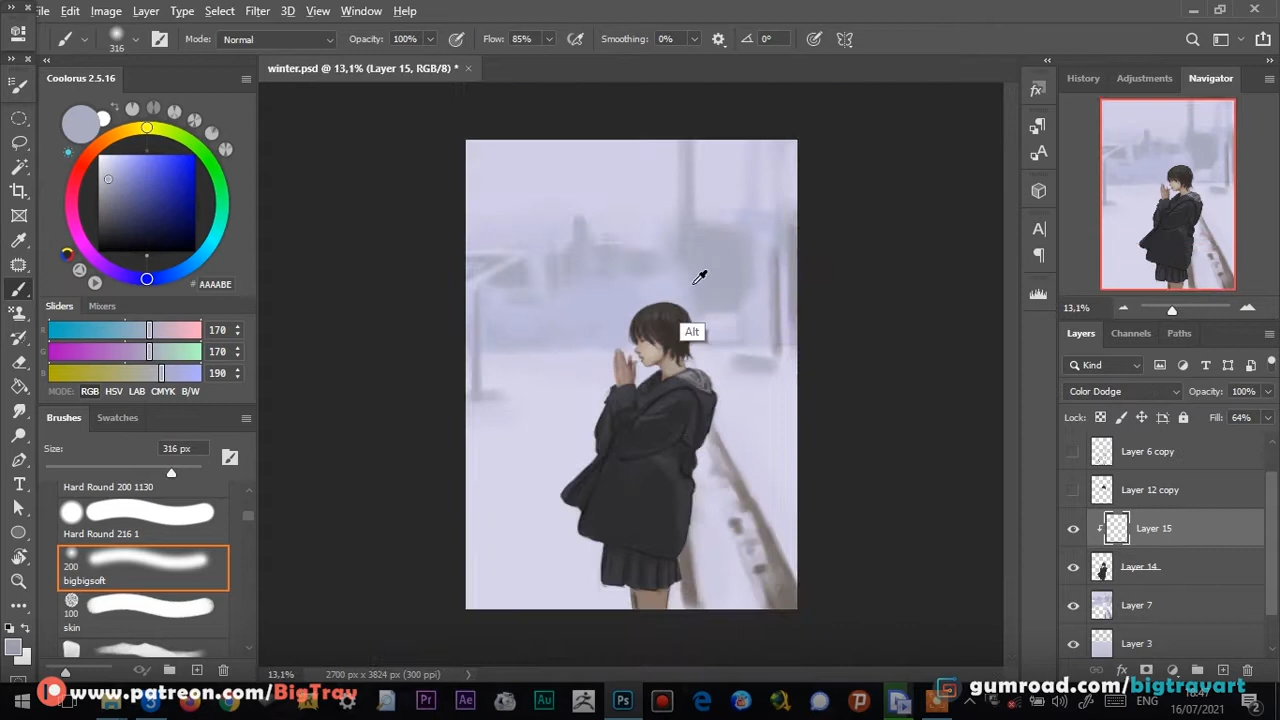 ile Edit Image Layer Type Select Filter 3D View Window Help
316 Mode: Normal Opacity: 100% Flow: 85% Smoothing: 0% 0°
Coolorus 2.5.16
winter.psd @ 13,1% (Layer 15, RGB/8) * ×
History Adjustments Navigator
# AAAABE
Sliders Mixers
R 170
G 170
B 190
MODE: RGB HSV LAB CMYK B/W
Brushes Swatches
Size: 316 px
Hard Round 200 1130
Hard Round 216 1
200
bigbigsoft
100
skin
Alt
13,1%
Layers Channels Paths
Kind
Color Dodge Opacity: 100%
Lock: Fill: 64%
Layer 6 copy
Layer 12 copy
Layer 15
Layer 14
Layer 7
Layer 3
13,1% 2700 px x 3824 px (300 ppi)
www.patreon.com/BigTrav
gumroad.com/bigtravart
ENG
16:47
16/07/2021